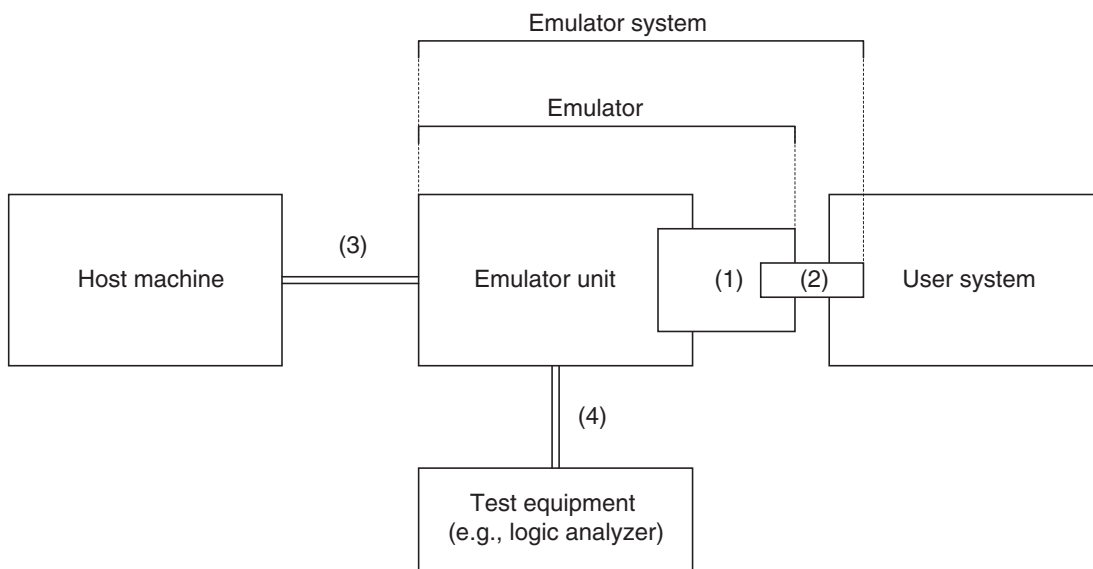 Emulator system
Emulator
Host machine
(3)
Emulator unit
(1)
(2)
User system
(4)
Test equipment
(e.g., logic analyzer)